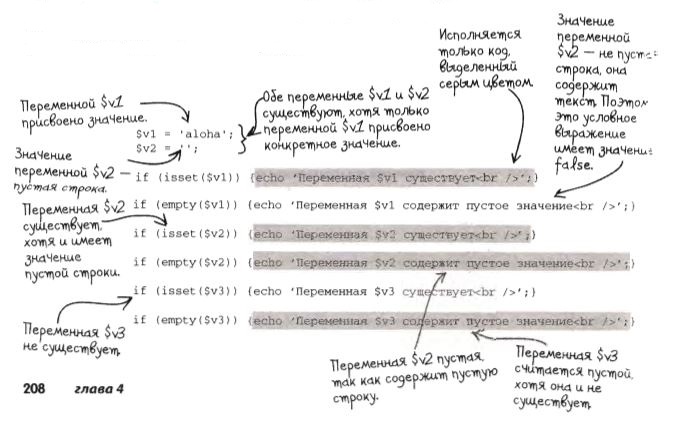 Исполняется
только код,
выделенный
серым цветом.
Значение
переменной
$v2 – не пуст
строка, она
содержит
текст. Поэтом
это условное
выражение
имеет значени
false.
Переменной $v1
присвоено значение.
Обе переменные $v1 и $v2
существуют, хотя только
переменной $v1 присвоено
конкретное значение.
$v1 = 'aloha';
$v2 = '';
Значение
переменной $v2 –
пустая строка.
if (isset($v1)) {echo 'Переменная $v1 существует<br />';}
if (empty($v1)) {echo 'Переменная $v1 содержит пустое значение<br />';}
Переменная $v2
существует,
хотя и имеет
значение
пустой строки.
if (isset($v2)) {echo 'Переменная $v2 существует<br />';}
if (empty($v2)) {echo 'Переменная $v2 содержит пустое значение<br />';}
if (isset($v3)) {echo 'Переменная $v3 существует<br />';}
if (empty($v3)) {echo 'Переменная $v3 содержит пустое значение<br />';}
Переменная $v3
не существует.
Переменная $v2 пустая,
так как содержит пустую
строку.
Переменная $v3
считается пустой,
хотя она и не
существует.
208 глава 4